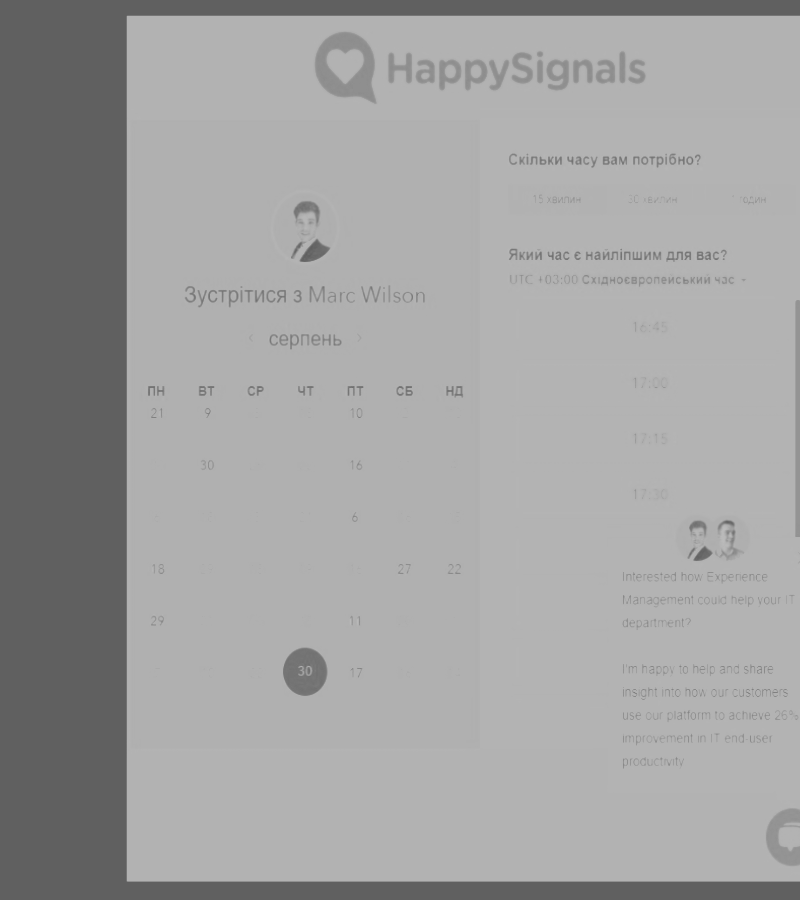 HappySignals
Зустрітися з Marc Wilson
серпень
ПН ВТ СР ЧТ ПТ СБ НД
21 9 10
30 16
6
18 27 22
29 11
30 17
Скільки часу вам потрібно?
15 хвилин 30 хвилин 1 годин
Який час є найліпшим для вас?
UTC +03:00 Східноєвропейський час
16:45
17:00
17:15
17:30
Interested how Experience
Management could help your IT
department?
I'm happy to help and share
insight into how our customers
use our platform to achieve 26%
improvement in IT end-user
productivity